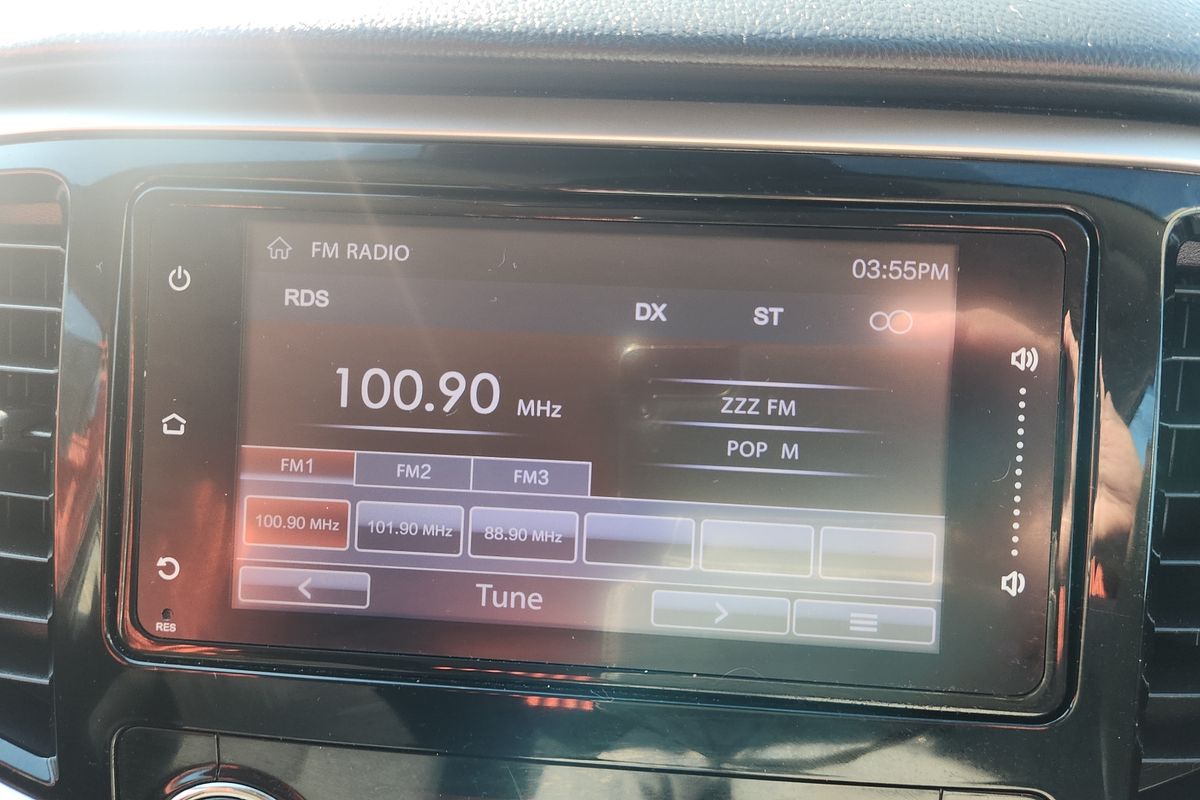 FM RADIO
03:55PM
RDS DX ST
100.90 MHz
ZZZ FM
POP M
FM1 FM2 FM3
100.90 MHz 101.90 MHz 88.90 MHz
< Tune >
RES